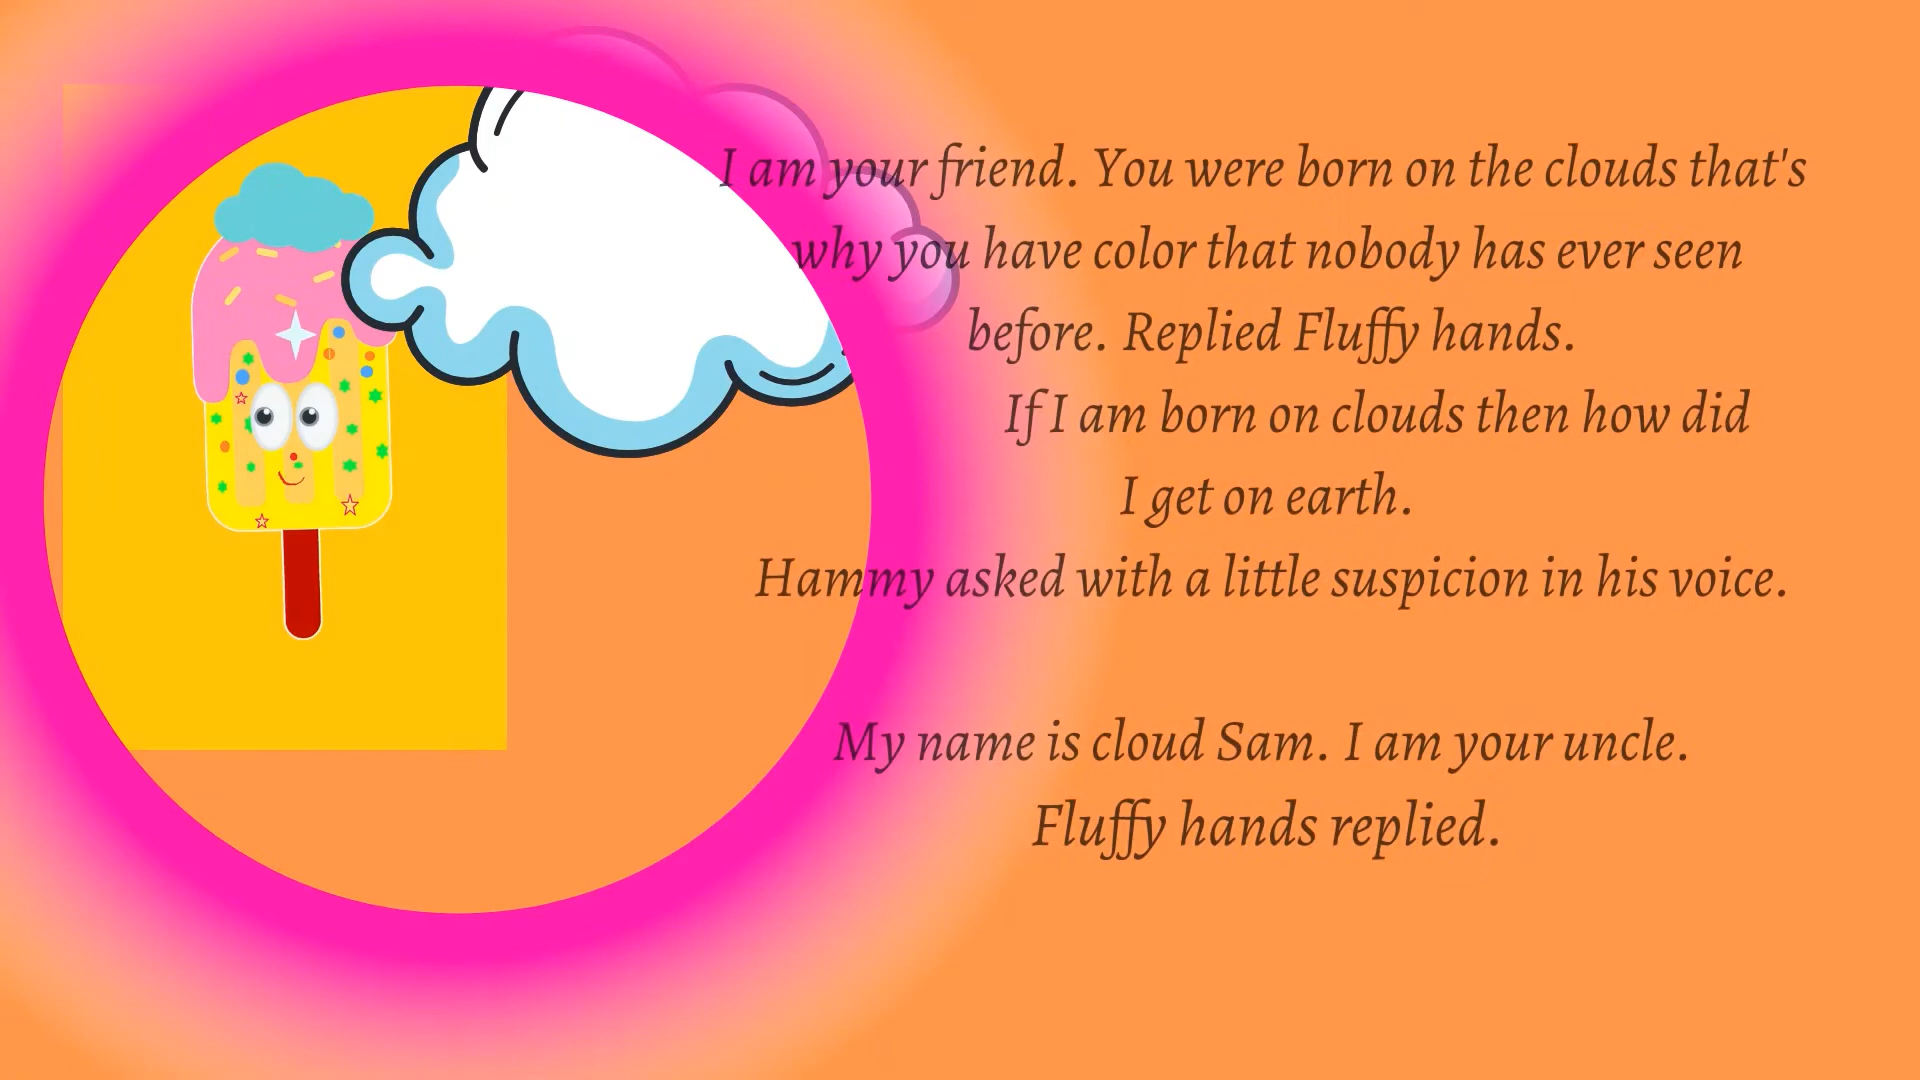 I am your friend. You were born on the clouds that's
why you have color that nobody has ever seen
before. Replied Fluffy hands.
If I am born on clouds then how did
I get on earth.
Hammy asked with a little suspicion in his voice.
My name is cloud Sam. I am your uncle.
Fluffy hands replied.